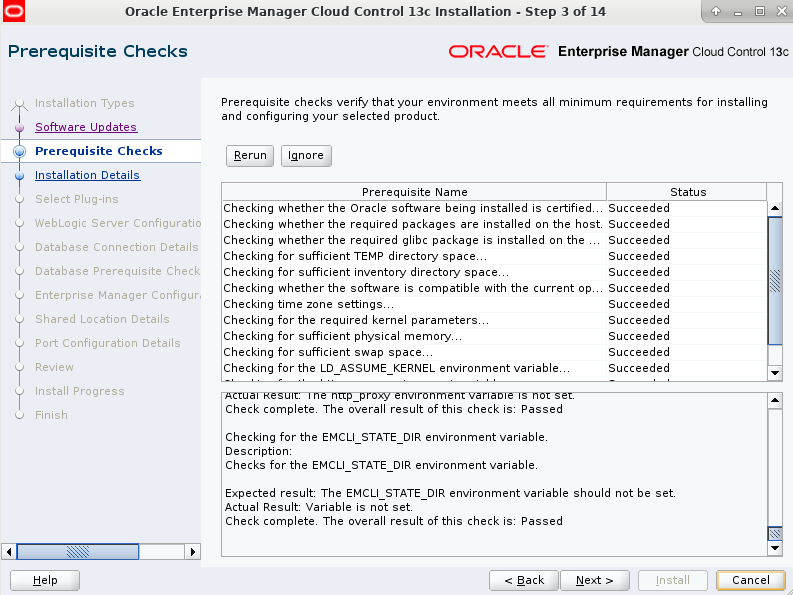 Oracle Enterprise Manager Cloud Control 13c Installation - Step 3 of 14
Prerequisite Checks
ORACLE Enterprise Manager Cloud Control 13c
Installation Types
Software Updates
Prerequisite Checks
Installation Details
Select Plug-ins
WebLogic Server Configuratio
Database Connection Details
Database Prerequisite Check
Enterprise Manager Configura
Shared Location Details
Port Configuration Details
Review
Install Progress
Finish
Prerequisite checks verify that your environment meets all minimum requirements for installing
and configuring your selected product.
Rerun Ignore
Prerequisite Name Status
Checking whether the Oracle software being installed is certified... Succeeded
Checking whether the required packages are installed on the host. Succeeded
Checking whether the required glibc package is installed on the ... Succeeded
Checking for sufficient TEMP directory space... Succeeded
Checking for sufficient inventory directory space... Succeeded
Checking whether the software is compatible with the current op... Succeeded
Checking time zone settings... Succeeded
Checking for the required kernel parameters... Succeeded
Checking for sufficient physical memory... Succeeded
Checking for sufficient swap space... Succeeded
Checking for the LD_ASSUME_KERNEL environment variable... Succeeded
Actual Result: The http_proxy environment variable is not set.
Check complete. The overall result of this check is: Passed
Checking for the EMCLI_STATE_DIR environment variable.
Description:
Checks for the EMCLI_STATE_DIR environment variable.
Expected result: The EMCLI_STATE_DIR environment variable should not be set.
Actual Result: Variable is not set.
Check complete. The overall result of this check is: Passed
Help < Back Next > Install Cancel